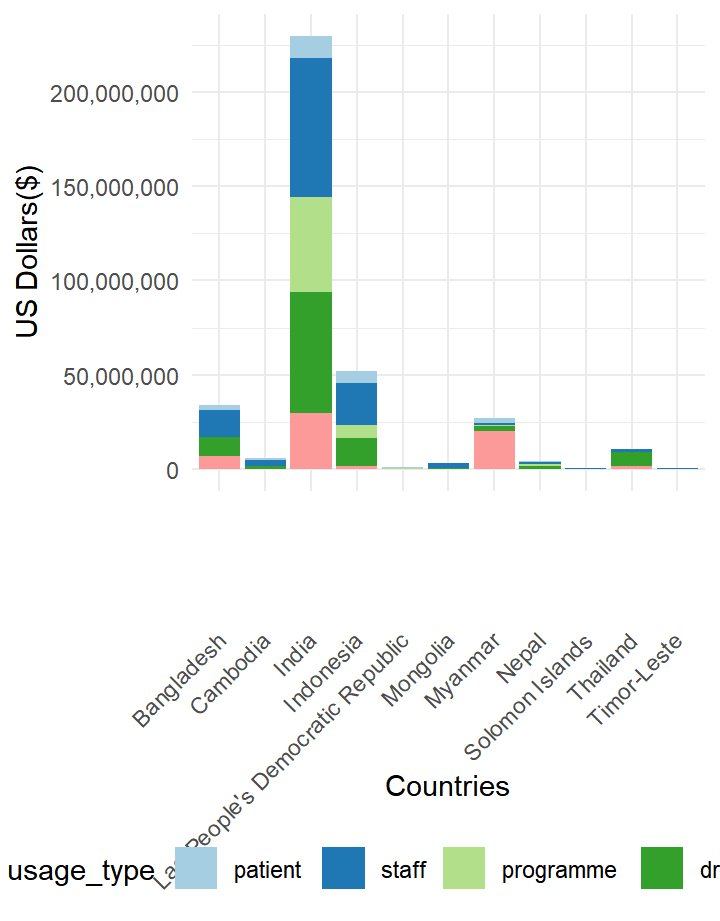 US Dollars($)
200,000,000
150,000,000
100,000,000
50,000,000
0
Bangladesh
Cambodia
India
Indonesia
People's Democratic Republic
Mongolia
Myanmar
Nepal
Solomon Islands
Thailand
Timor-Leste
Countries
usage_type patient staff programme dr